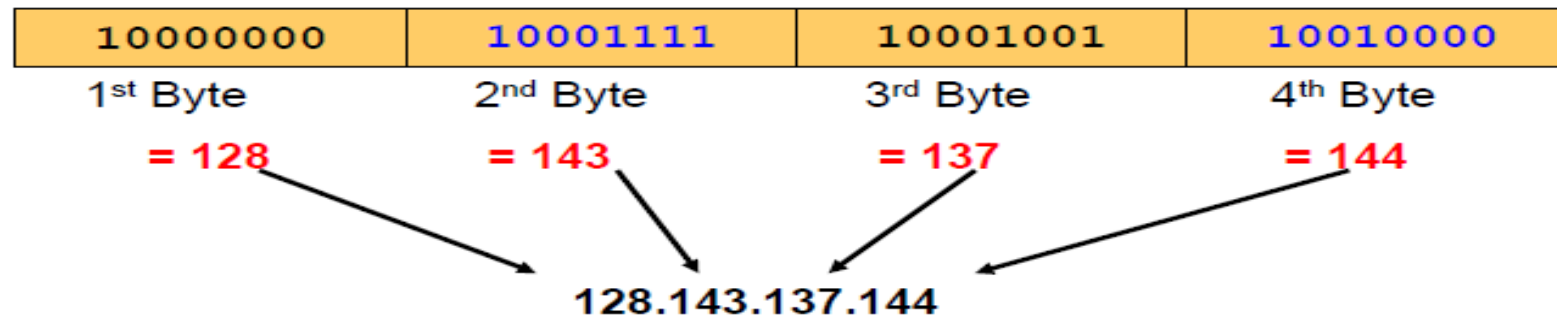 10000000 10001111 10001001 10010000
1st Byte 2nd Byte 3rd Byte 4th Byte
= 128 = 143 = 137 = 144
128.143.137.144